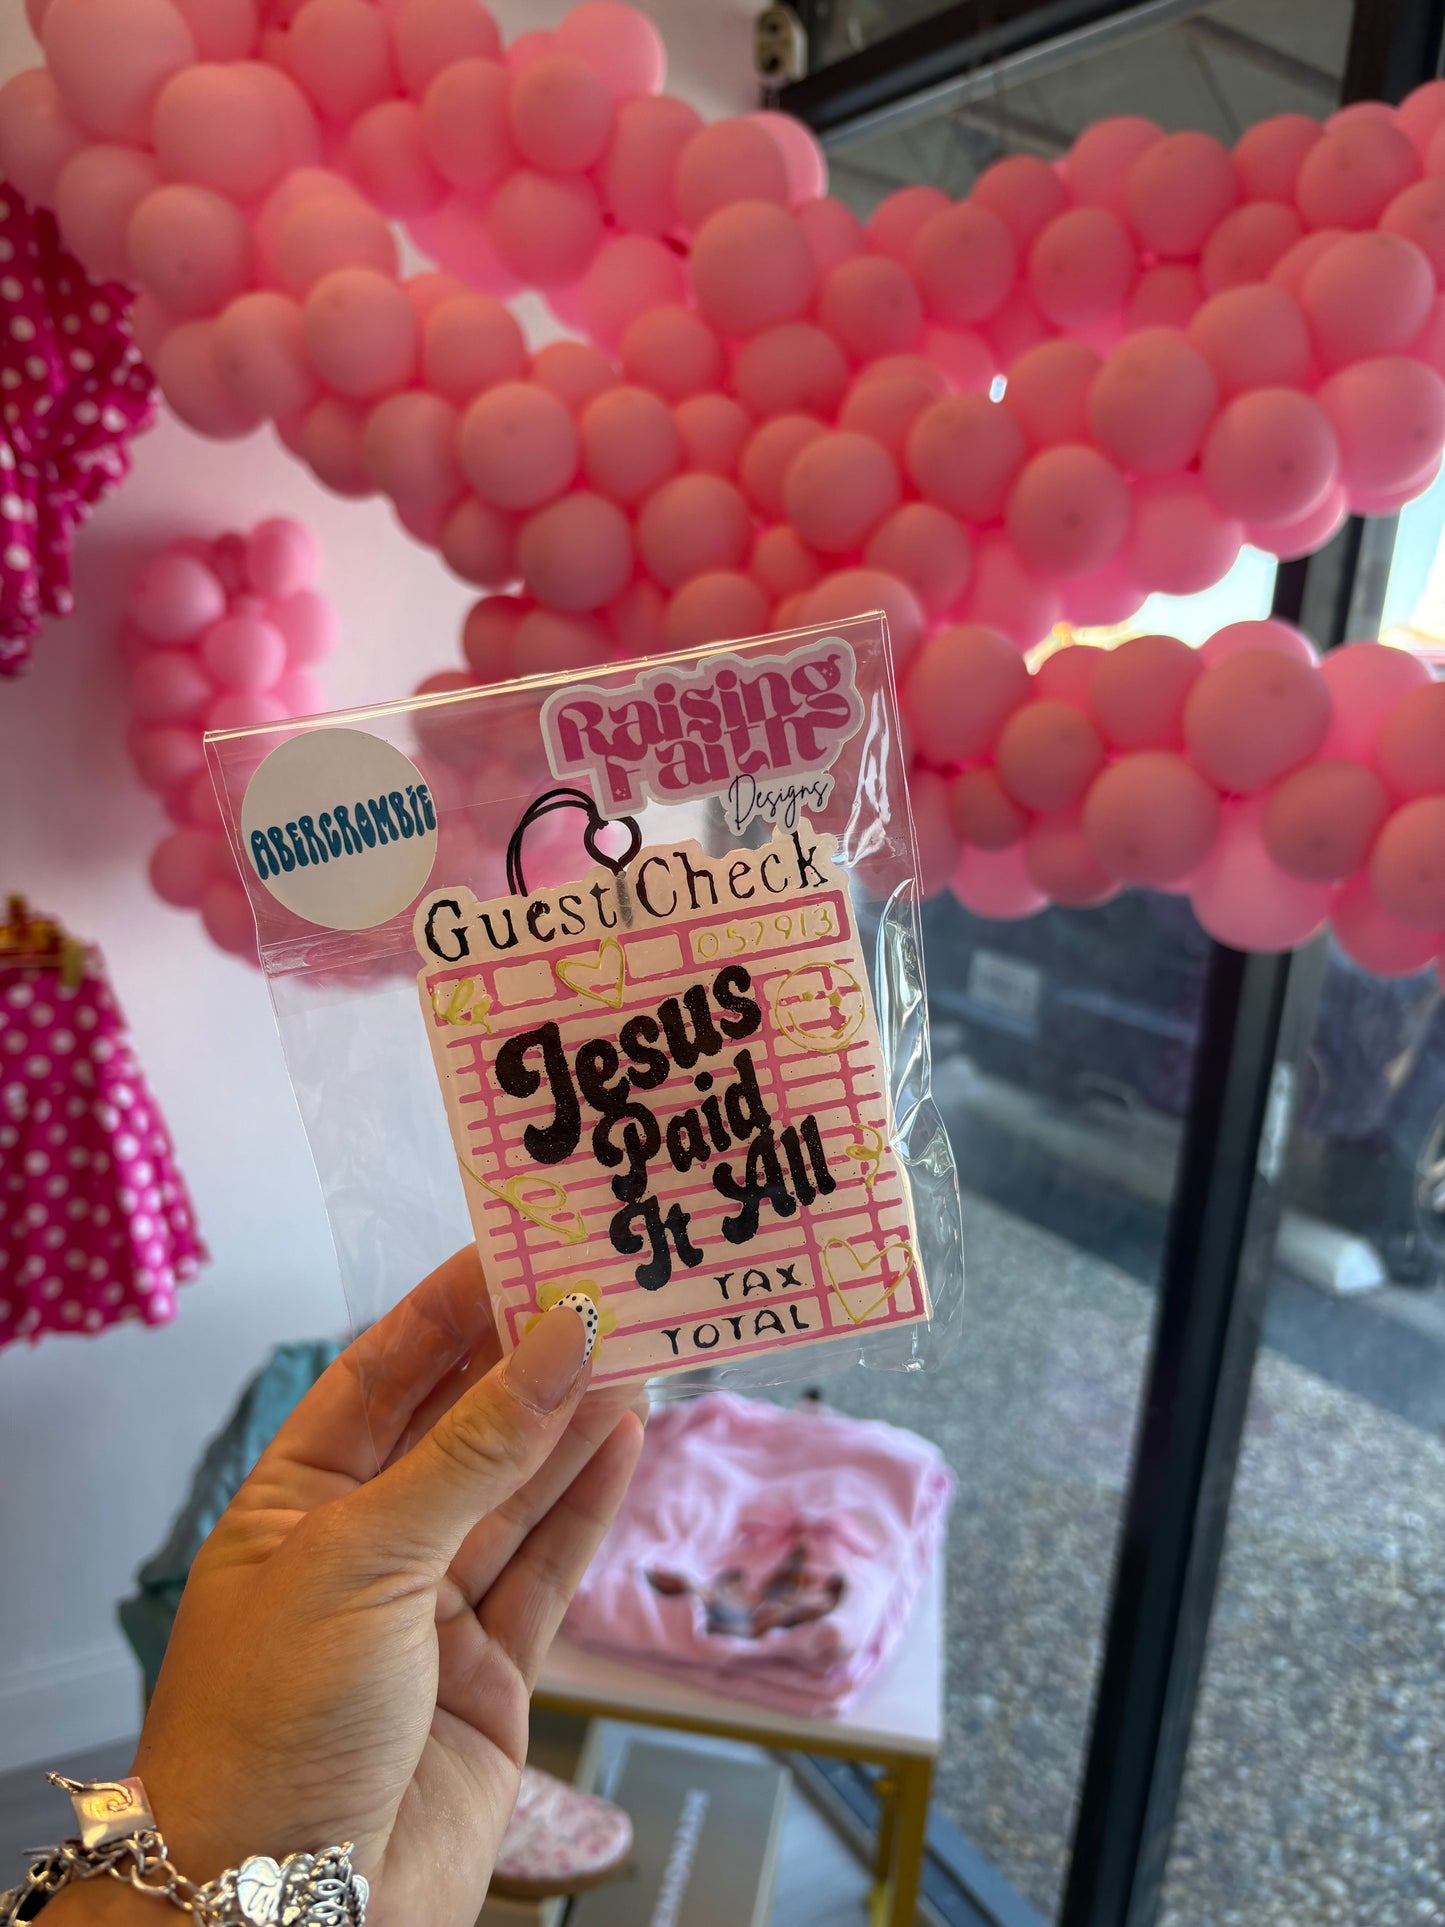 ABERCROMBIE
Raising
Faith
Designs
Guest Check
057913
Jesus
Paid
It All
TAX
TOTAL